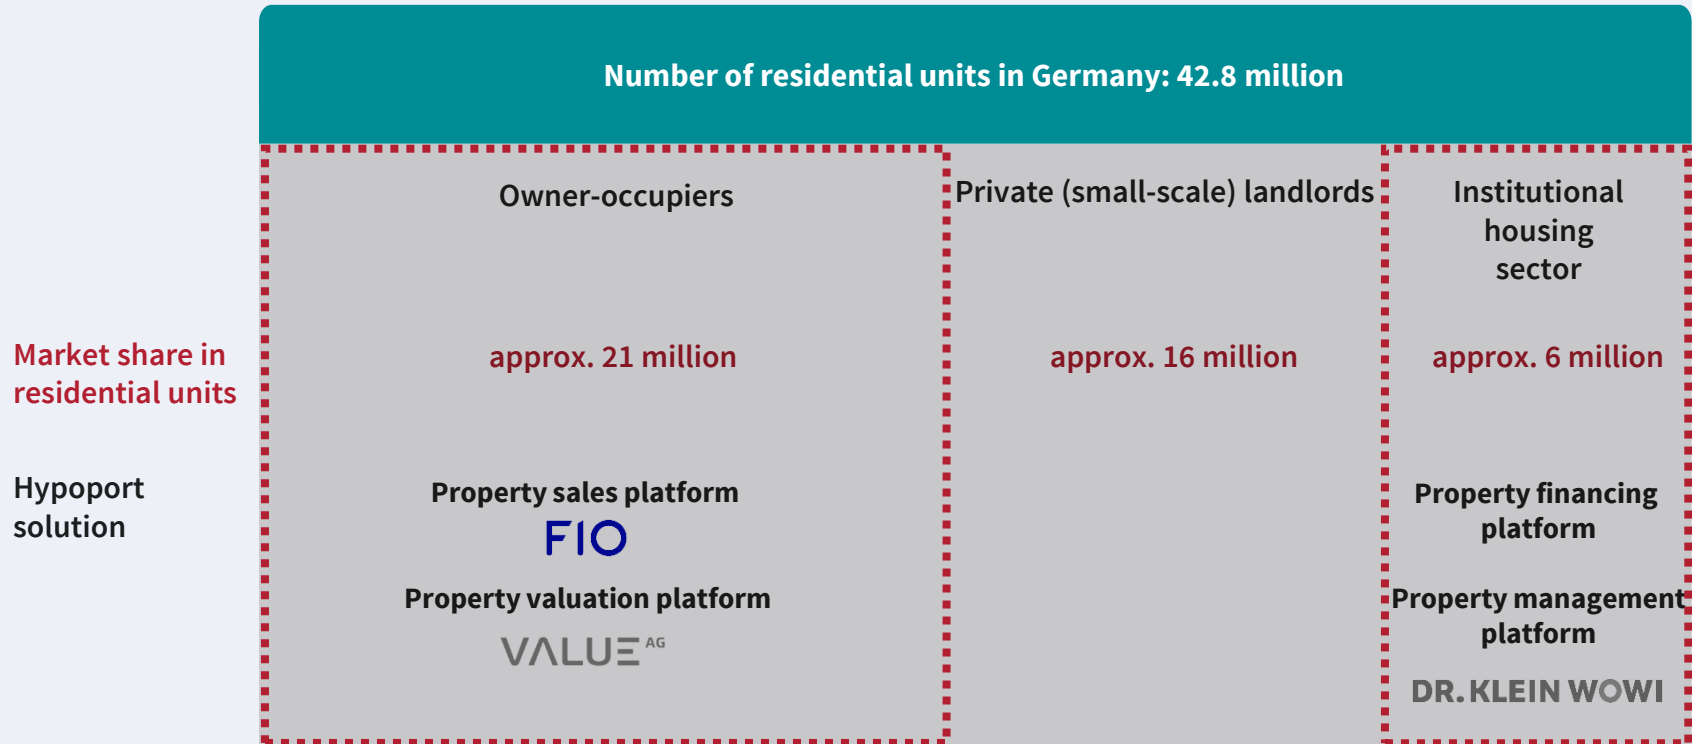 Number of residential units in Germany: 42.8 million
Owner-occupiers
Private (small-scale) landlords
Institutional
housing
sector
Market share in
residential units
approx. 21 million
approx. 16 million
approx. 6 million
Hypoport
solution
Property sales platform
FIO
Property valuation platform
VALUE AG
Property financing
platform
Property management
platform
DR. KLEIN WOWI